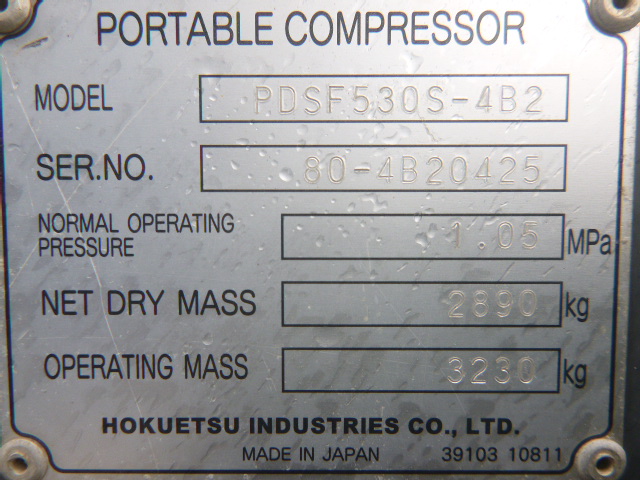 PORTABLE COMPRESSOR
MODEL PDSF530S-4B2
SER.NO. 80-4B20425
NORMAL OPERATING
PRESSURE 1.05 MPa
NET DRY MASS 2890 kg
OPERATING MASS 3230 kg
HOKUETSU INDUSTRIES CO., LTD.
MADE IN JAPAN 39103 10811